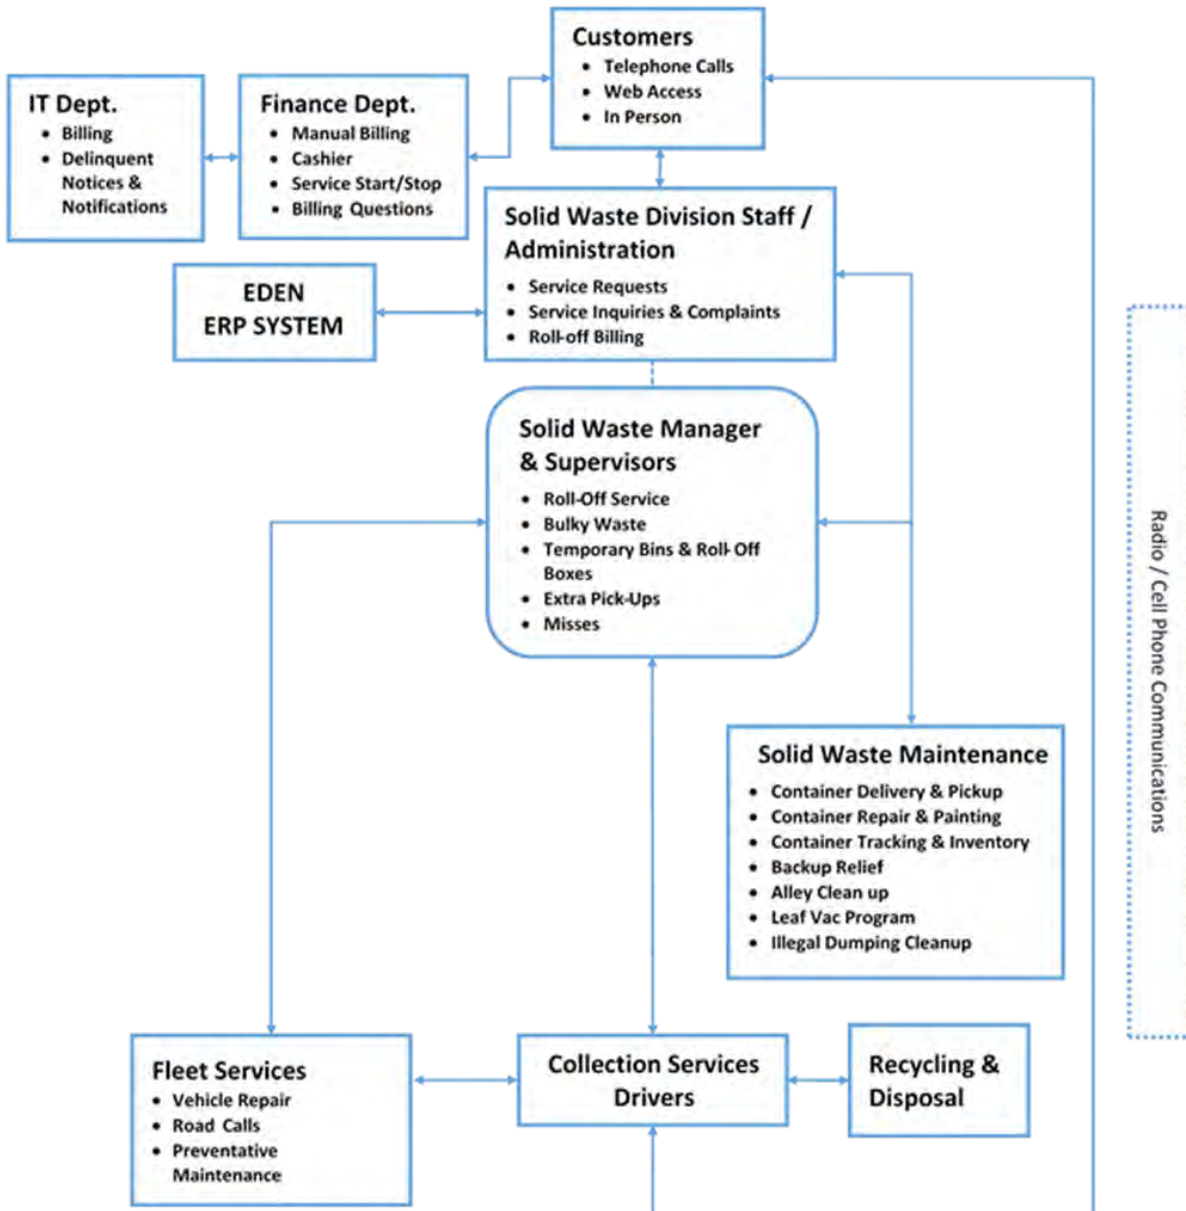 Customers
• Telephone Calls
• Web Access
• In Person
IT Dept.
• Billing
• Delinquent
Notices &
Notifications
Finance Dept.
• Manual Billing
• Cashier
• Service Start/Stop
• Billing Questions
Solid Waste Division Staff /
Administration
• Service Requests
• Service Inquiries & Complaints
• Roll-off Billing
EDEN
ERP SYSTEM
Solid Waste Manager
& Supervisors
• Roll-Off Service
• Bulky Waste
• Temporary Bins & Roll-Off
Boxes
• Extra Pick-Ups
• Misses
Radio / Cell Phone Communications
Solid Waste Maintenance
• Container Delivery & Pickup
• Container Repair & Painting
• Container Tracking & Inventory
• Backup Relief
• Alley Clean up
• Leaf Vac Program
• Illegal Dumping Cleanup
Fleet Services
• Vehicle Repair
• Road Calls
• Preventative
Maintenance
Collection Services
Drivers
Recycling &
Disposal